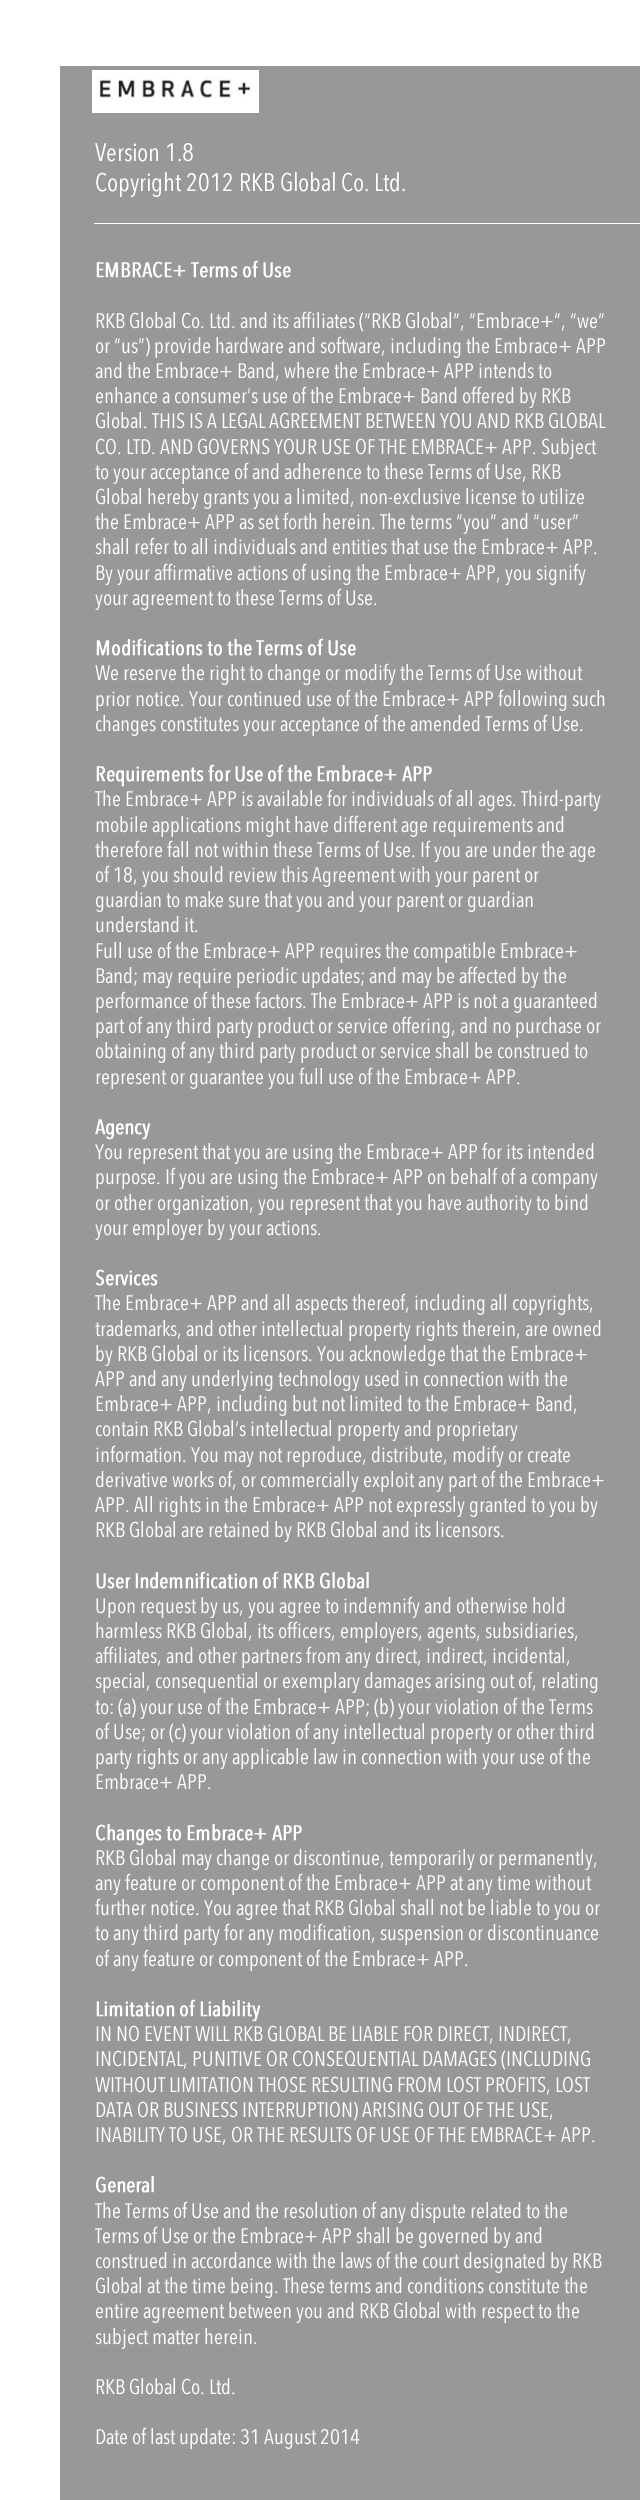 EMBRACE+
Version 1.8
Copyright 2012 RKB Global Co. Ltd.
EMBRACE+ Terms of Use
RKB Global Co. Ltd. and its affiliates (“RKB Global”, “Embrace+”, “we”
or “us”) provide hardware and software, including the Embrace+ APP
and the Embrace+ Band, where the Embrace+ APP intends to
enhance a consumer’s use of the Embrace+ Band offered by RKB
Global. THIS IS A LEGAL AGREEMENT BETWEEN YOU AND RKB GLOBAL
CO. LTD. AND GOVERNS YOUR USE OF THE EMBRACE+ APP. Subject
to your acceptance of and adherence to these Terms of Use, RKB
Global hereby grants you a limited, non-exclusive license to utilize
the Embrace+ APP as set forth herein. The terms “you” and “user”
shall refer to all individuals and entities that use the Embrace+ APP.
By your affirmative actions of using the Embrace+ APP, you signify
your agreement to these Terms of Use.
Modifications to the Terms of Use
We reserve the right to change or modify the Terms of Use without
prior notice. Your continued use of the Embrace+ APP following such
changes constitutes your acceptance of the amended Terms of Use.
Requirements for Use of the Embrace+ APP
The Embrace+ APP is available for individuals of all ages. Third-party
mobile applications might have different age requirements and
therefore fall not within these Terms of Use. If you are under the age
of 18, you should review this Agreement with your parent or
guardian to make sure that you and your parent or guardian
understand it.
Full use of the Embrace+ APP requires the compatible Embrace+
Band; may require periodic updates; and may be affected by the
performance of these factors. The Embrace+ APP is not a guaranteed
part of any third party product or service offering, and no purchase or
obtaining of any third party product or service shall be construed to
represent or guarantee you full use of the Embrace+ APP.
Agency
You represent that you are using the Embrace+ APP for its intended
purpose. If you are using the Embrace+ APP on behalf of a company
or other organization, you represent that you have authority to bind
your employer by your actions.
Services
The Embrace+ APP and all aspects thereof, including all copyrights,
trademarks, and other intellectual property rights therein, are owned
by RKB Global or its licensors. You acknowledge that the Embrace+
APP and any underlying technology used in connection with the
Embrace+ APP, including but not limited to the Embrace+ Band,
contain RKB Global’s intellectual property and proprietary
information. You may not reproduce, distribute, modify or create
derivative works of, or commercially exploit any part of the Embrace+
APP. All rights in the Embrace+ APP not expressly granted to you by
RKB Global are retained by RKB Global and its licensors.
User Indemnification of RKB Global
Upon request by us, you agree to indemnify and otherwise hold
harmless RKB Global, its officers, employers, agents, subsidiaries,
affiliates, and other partners from any direct, indirect, incidental,
special, consequential or exemplary damages arising out of, relating
to: (a) your use of the Embrace+ APP; (b) your violation of the Terms
of Use; or (c) your violation of any intellectual property or other third
party rights or any applicable law in connection with your use of the
Embrace+ APP.
Changes to Embrace+ APP
RKB Global may change or discontinue, temporarily or permanently,
any feature or component of the Embrace+ APP at any time without
further notice. You agree that RKB Global shall not be liable to you or
to any third party for any modification, suspension or discontinuance
of any feature or component of the Embrace+ APP.
Limitation of Liability
IN NO EVENT WILL RKB GLOBAL BE LIABLE FOR DIRECT, INDIRECT,
INCIDENTAL, PUNITIVE OR CONSEQUENTIAL DAMAGES (INCLUDING
WITHOUT LIMITATION THOSE RESULTING FROM LOST PROFITS, LOST
DATA OR BUSINESS INTERRUPTION) ARISING OUT OF THE USE,
INABILITY TO USE, OR THE RESULTS OF USE OF THE EMBRACE+ APP.
General
The Terms of Use and the resolution of any dispute related to the
Terms of Use or the Embrace+ APP shall be governed by and
construed in accordance with the laws of the court designated by RKB
Global at the time being. These terms and conditions constitute the
entire agreement between you and RKB Global with respect to the
subject matter herein.
RKB Global Co. Ltd.
Date of last update: 31 August 2014